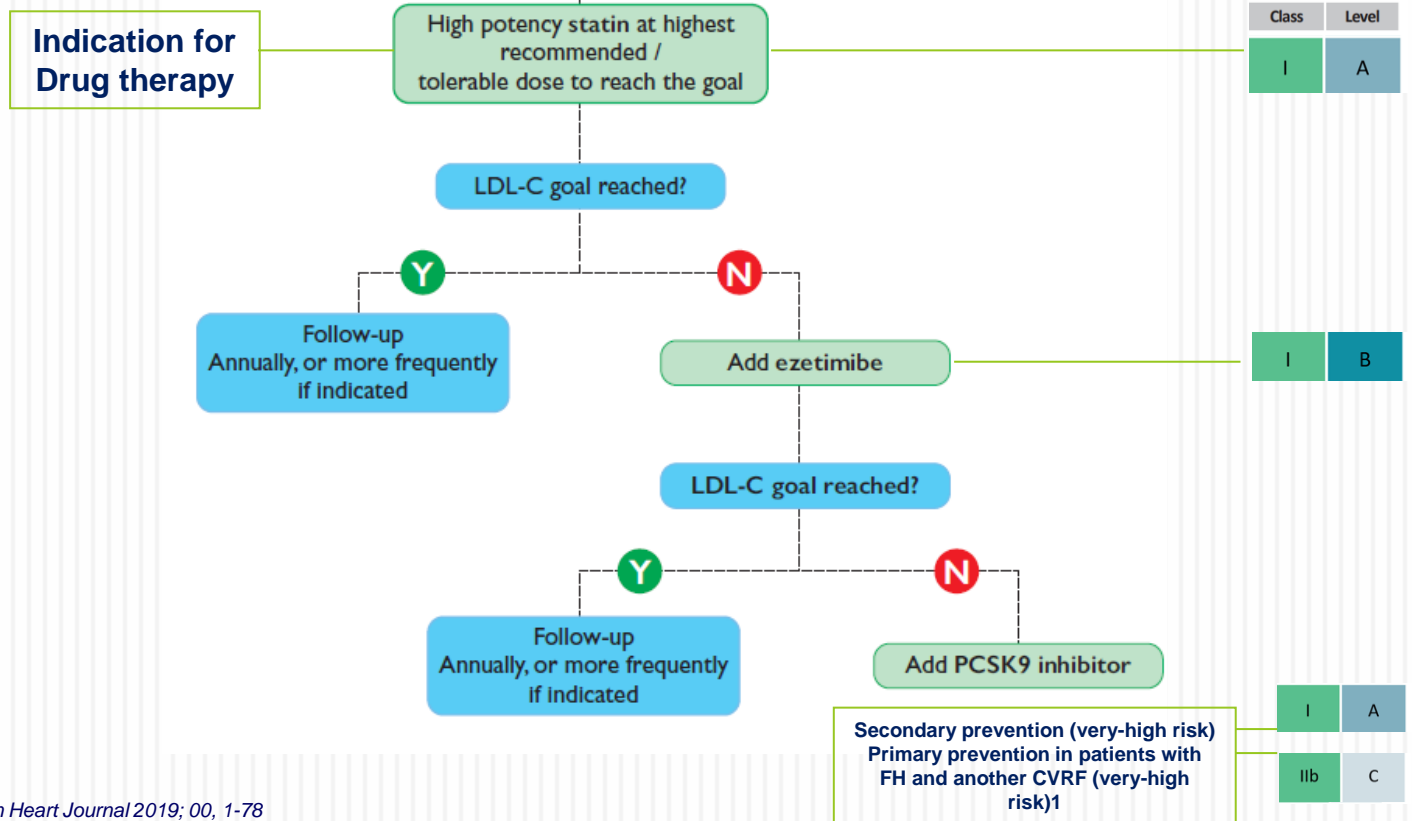 Indication for
Drug therapy
High potency statin at highest
recommended /
tolerable dose to reach the goal
Class Level
I A
LDL-C goal reached?
Y N
Follow-up
Annually, or more frequently
if indicated
Add ezetimibe
I B
LDL-C goal reached?
Y N
Follow-up
Annually, or more frequently
if indicated
Add PCSK9 inhibitor
Secondary prevention (very-high risk)
Primary prevention in patients with
FH and another CVRF (very-high
risk)1
I A
IIb C
Heart Journal 2019; 00, 1-78